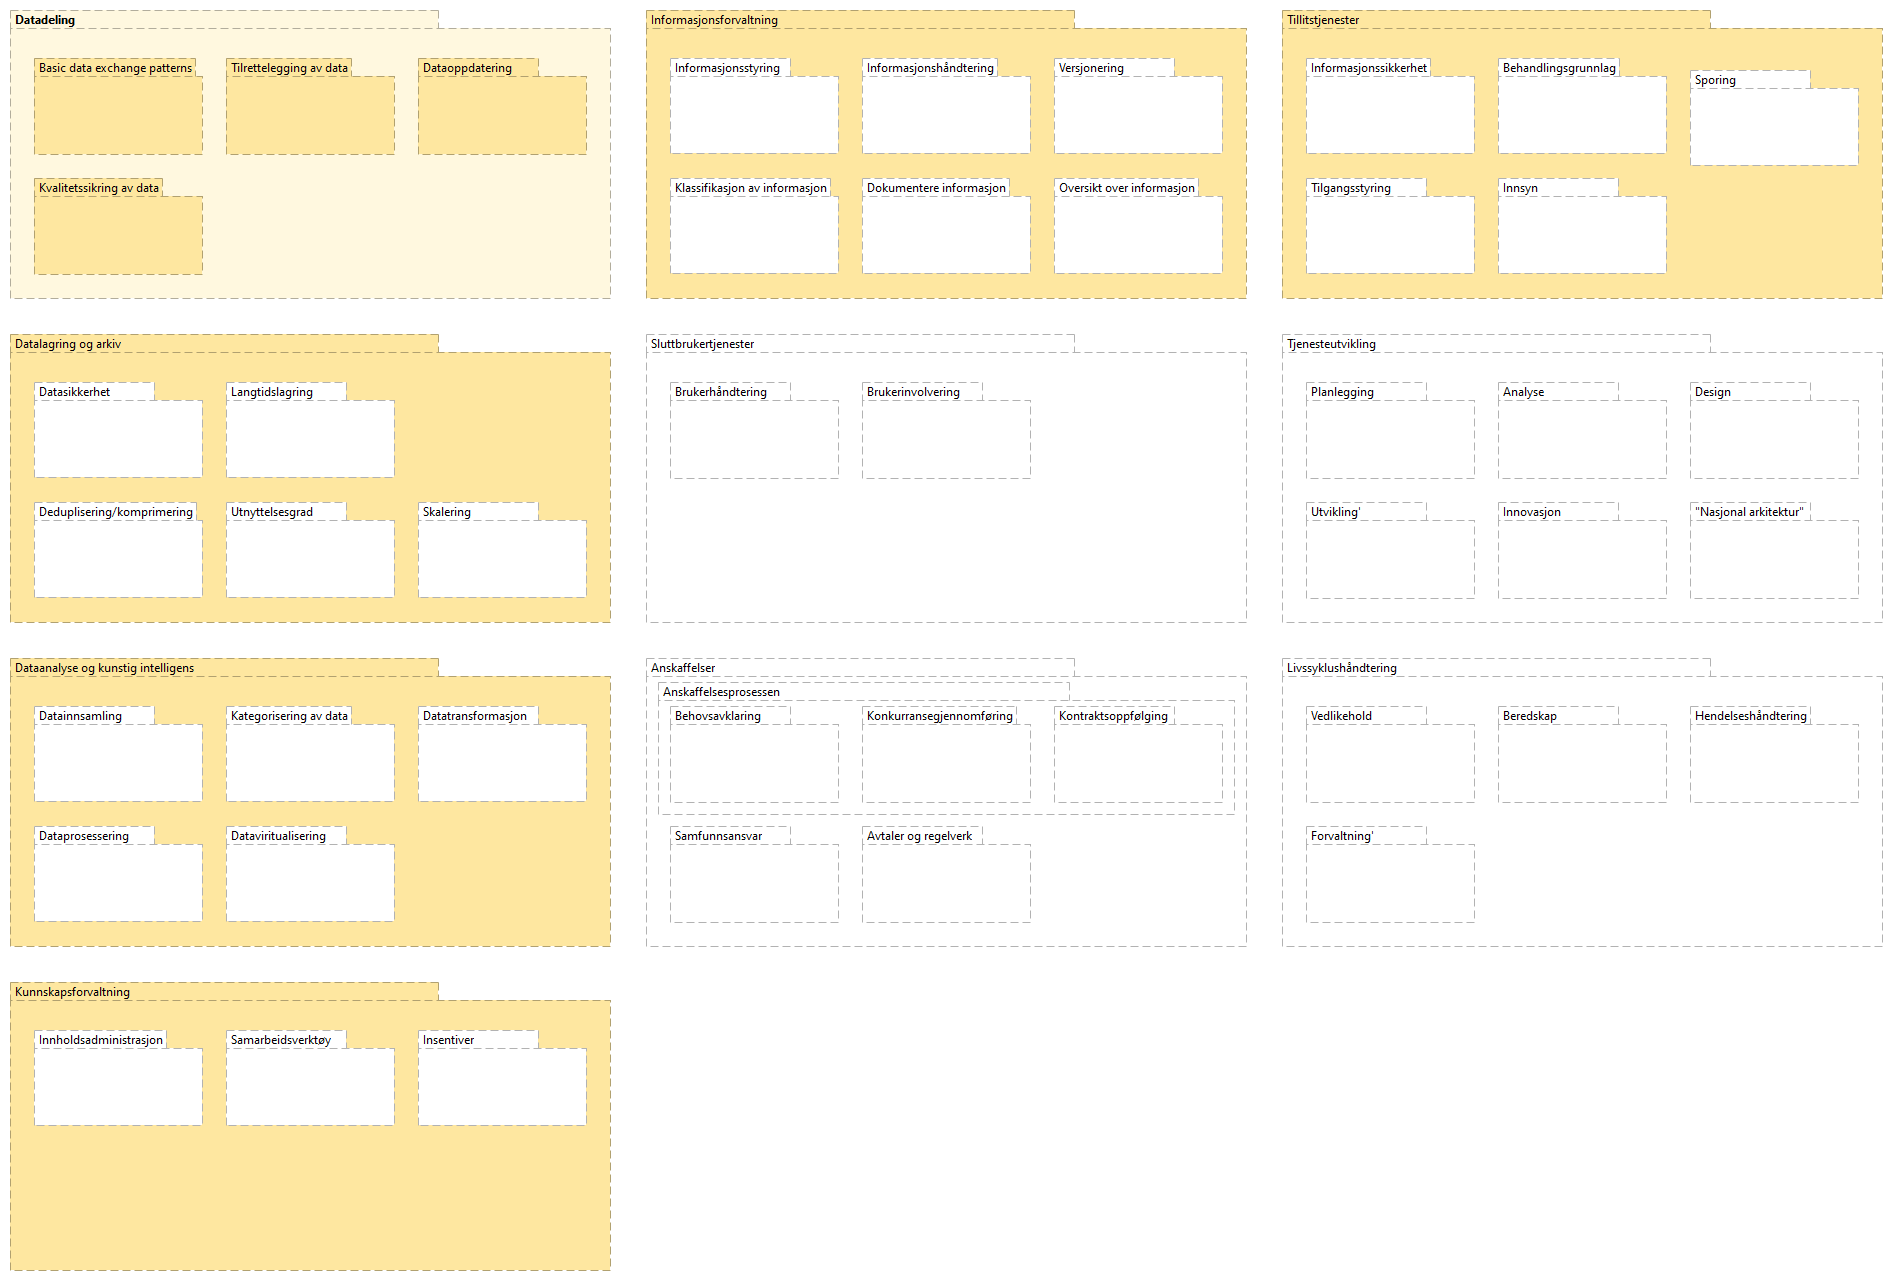 Datadeling
Basic data exchange patterns
Tilrettelegging av data
Dataoppdatering
Kvalitetssikring av data
Informasjonsforvaltning
Informasjonsstyring
Informasjonshåndtering
Versjonering
Klassifikasjon av informasjon
Dokumentere informasjon
Oversikt over informasjon
Tillitstjenester
Informasjonssikkerhet
Behandlingsgrunnlag
Sporing
Tilgangsstyring
Innsyn
Datalagring og arkiv
Datasikkerhet
Langtidslagring
Deduplisering/komprimering
Utnyttelsesgrad
Skalering
Sluttbrukertjenester
Brukerhåndtering
Brukerinvolvering
Tjenesteutvikling
Planlegging
Analyse
Design
Utvikling'
Innovasjon
"Nasjonal arkitektur"
Dataanalyse og kunstig intelligens
Datainnsamling
Kategorisering av data
Datatransformasjon
Dataprosessering
Dataviritualisering
Anskaffelser
Anskaffelsesprosessen
Behovsavklaring
Konkurransegjennomføring
Kontraktsoppfølging
Samfunnsansvar
Avtaler og regelverk
Livssyklushåndtering
Vedlikehold
Beredskap
Hendelseshåndtering
Forvaltning'
Kunnskapsforvaltning
Innholdsadministrasjon
Samarbeidsverktøy
Insentiver